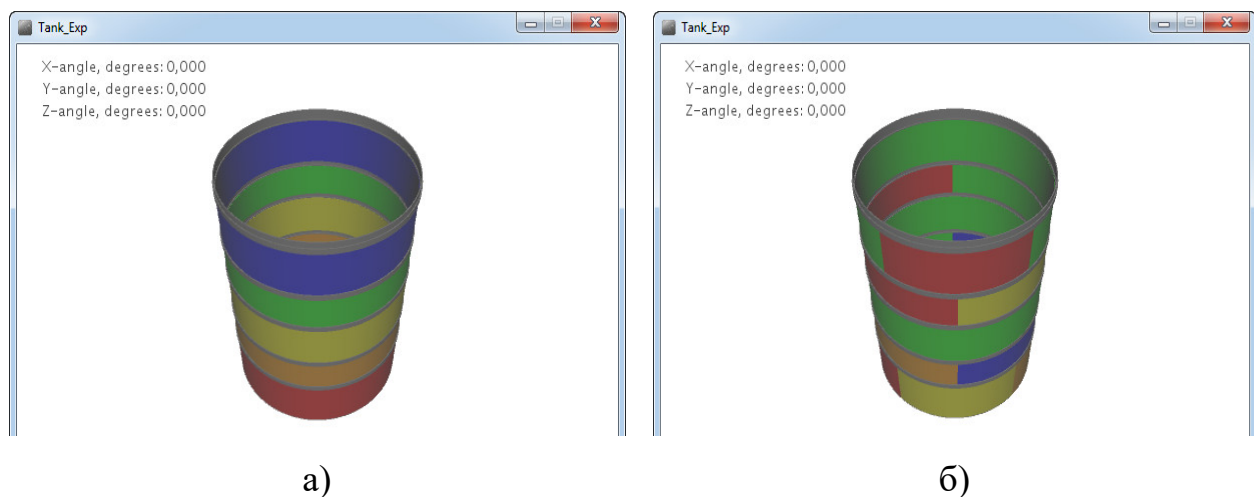 Tank_Exp
X-angle, degrees: 0,000
Y-angle, degrees: 0,000
Z-angle, degrees: 0,000
Tank_Exp
X-angle, degrees: 0,000
Y-angle, degrees: 0,000
Z-angle, degrees: 0,000
а)
б)